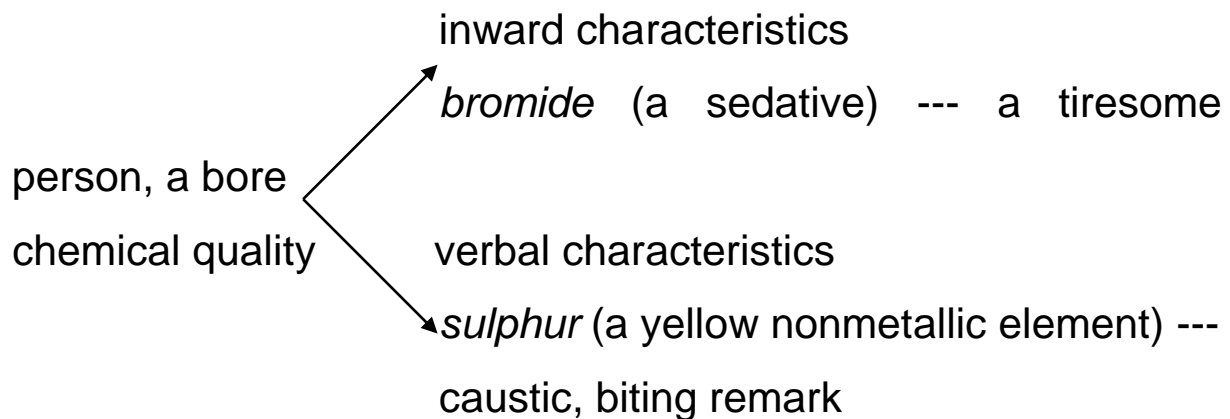 inward characteristics
bromide (a sedative) --- a tiresome
person, a bore
chemical quality verbal characteristics
sulphur (a yellow nonmetallic element) ---
caustic, biting remark